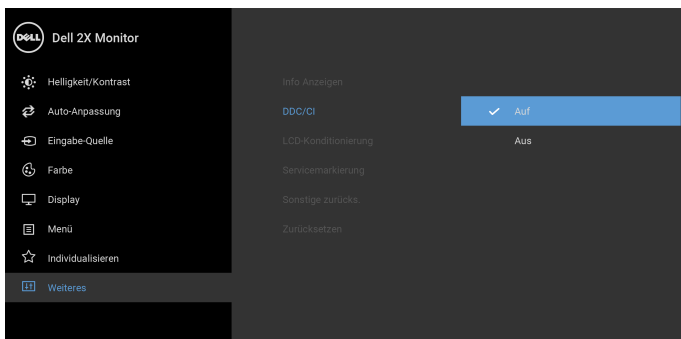 DELL Dell 2X Monitor
Helligkeit/Kontrast
Auto-Anpassung
Eingabe-Quelle
Farbe
Display
Menü
Individualisieren
Weiteres
Info Anzeigen
DDC/CI
LCD-Konditionierung
Servicemarkierung
Sonstige zurücks.
Zurücksetzen
Auf
Aus